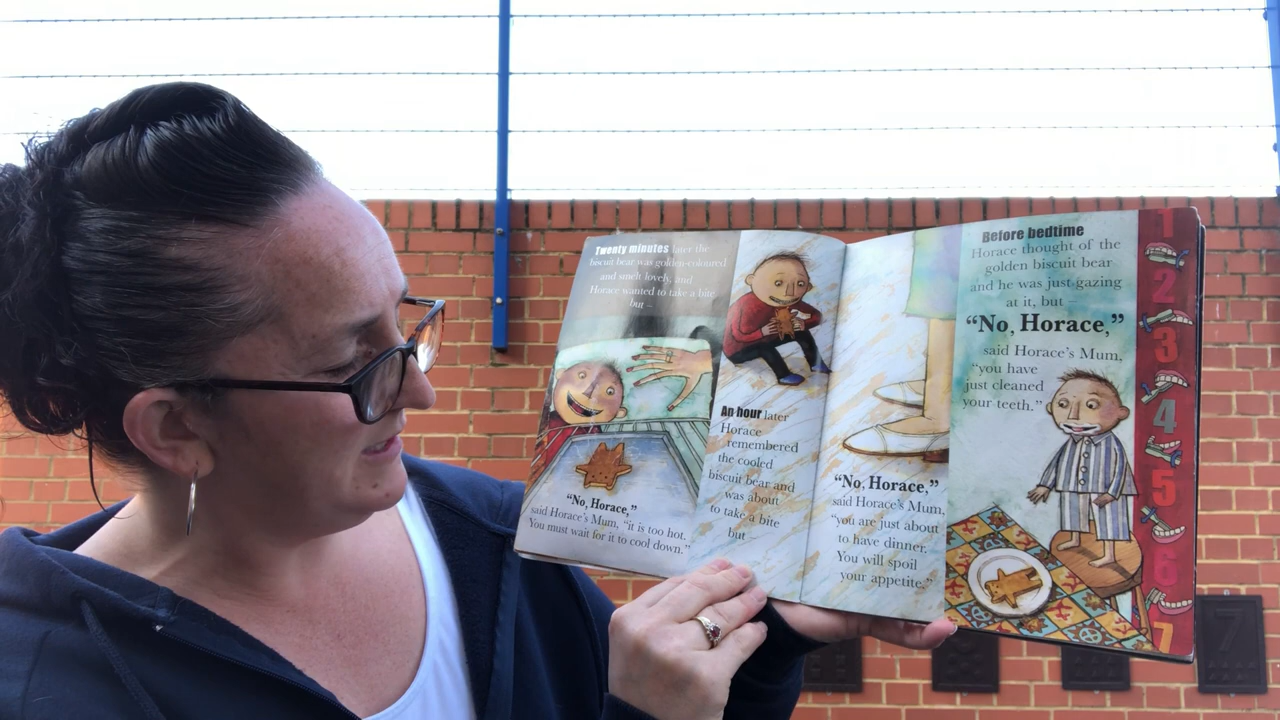 Twenty minutes later the
biscuit bear was golden-coloured
and smelt lovely, and
Horace wanted to take a bite
but –
"No, Horace,"
said Horace's Mum, "it is too hot.
You must wait for it to cool down."
An hour later
Horace
remembered
the cooled
biscuit bear and
was about
to take a bite
but –
"No, Horace,"
said Horace's Mum,
"you are just about
to have dinner.
You will spoil
your appetite."
Before bedtime
Horace thought of the
golden biscuit bear
and he was just gazing
at it, but –
"No, Horace,"
said Horace's Mum,
"you have
just cleaned
your teeth."
1
2
3
4
5
6
7
7